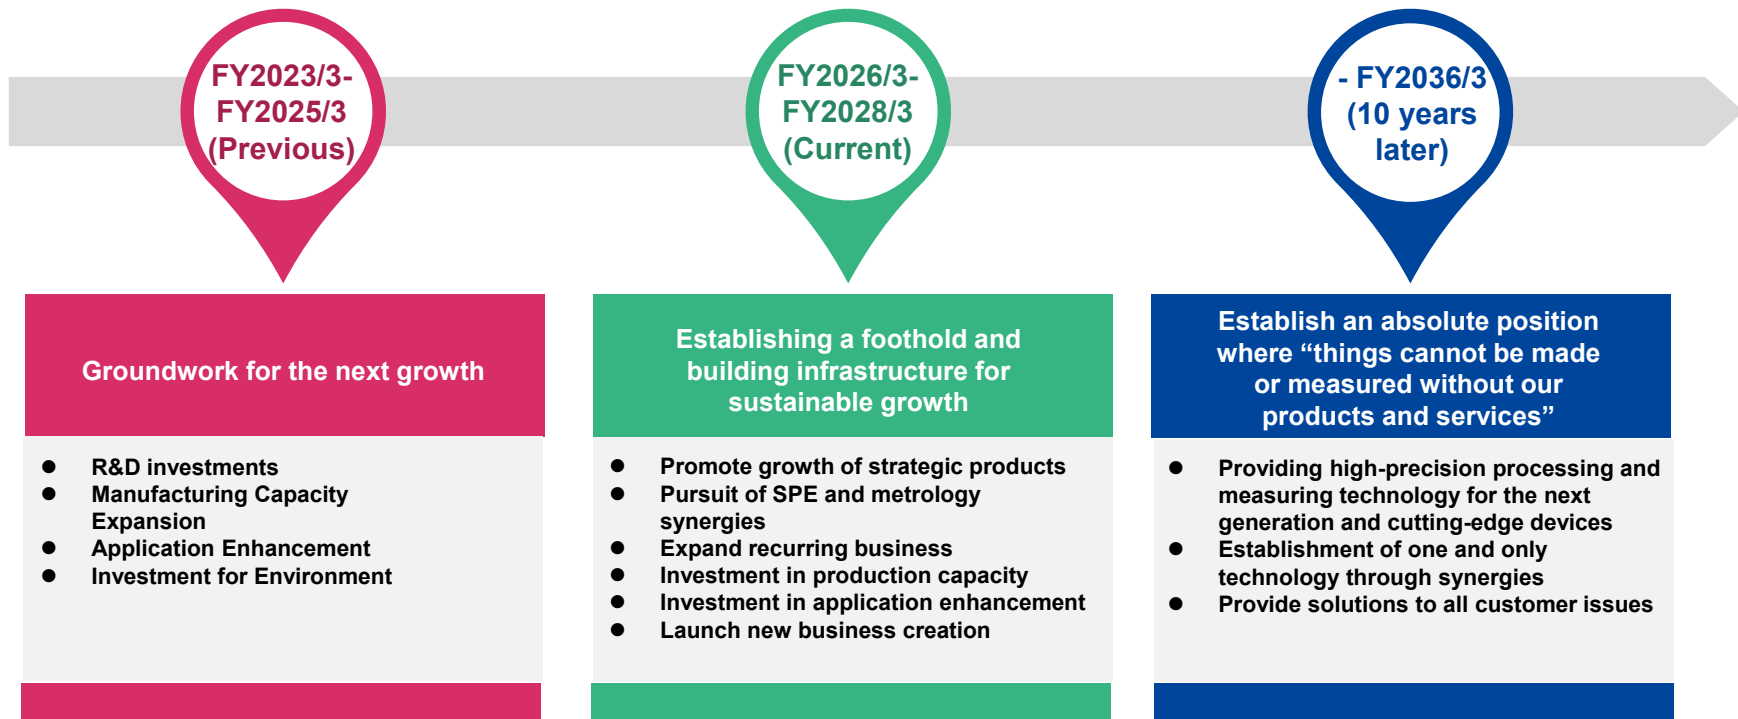 FY2023/3-
FY2025/3
(Previous)
FY2026/3-
FY2028/3
(Current)
- FY2036/3
(10 years
later)
Groundwork for the next growth
● R&D investments
● Manufacturing Capacity
Expansion
● Application Enhancement
● Investment for Environment
Establishing a foothold and
building infrastructure for
sustainable growth
● Promote growth of strategic products
● Pursuit of SPE and metrology
synergies
● Expand recurring business
● Investment in production capacity
● Investment in application enhancement
● Launch new business creation
Establish an absolute position
where “things cannot be made
or measured without our
products and services”
● Providing high-precision processing and
measuring technology for the next
generation and cutting-edge devices
● Establishment of one and only
technology through synergies
● Provide solutions to all customer issues